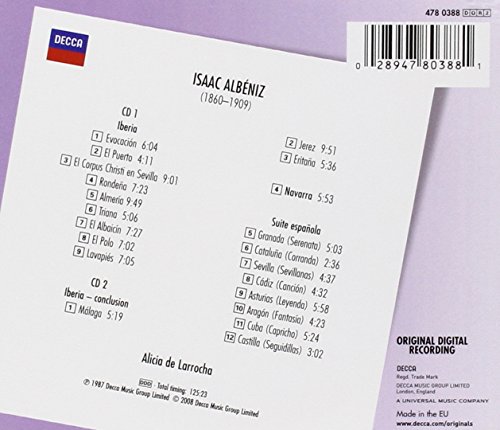 DECCA
478 0388 DDD RZ
0 28947 80388 1
ISAAC ALBÉNIZ
(1860–1909)
CD 1
Iberia
1 Evocación 6:04
2 El Puerto 4:11
3 El Corpus Christi en Sevilla 9:01
4 Rondeña 7:23
5 Almería 9:49
6 Triana 5:06
7 El Albaicín 7:27
8 El Polo 7:02
9 Lavapiés 7:05
CD 2
Iberia – conclusion
1 Málaga 5:19
2 Jerez 9:51
3 Eritaña 5:36
4 Navarra 5:53
Suite española
5 Granada (Serenata) 5:03
6 Cataluña (Corranda) 2:36
7 Sevilla (Sevillanas) 4:37
8 Cádiz (Canción) 4:32
9 Asturias (Leyenda) 5:58
10 Aragón (Fantasía) 4:23
11 Cuba (Capricho) 5:24
12 Castilla (Seguidillas) 3:02
Alicia de Larrocha
DDD Total timing: 125:23
℗ 1987 Decca Music Group Limited © 2008 Decca Music Group Limited
ORIGINAL DIGITAL
RECORDING
DECCA
Regd. Trade Mark
DECCA MUSIC GROUP LIMITED
London, England
A UNIVERSAL MUSIC COMPANY
Made in the EU
www.deccaclassics.com/originals